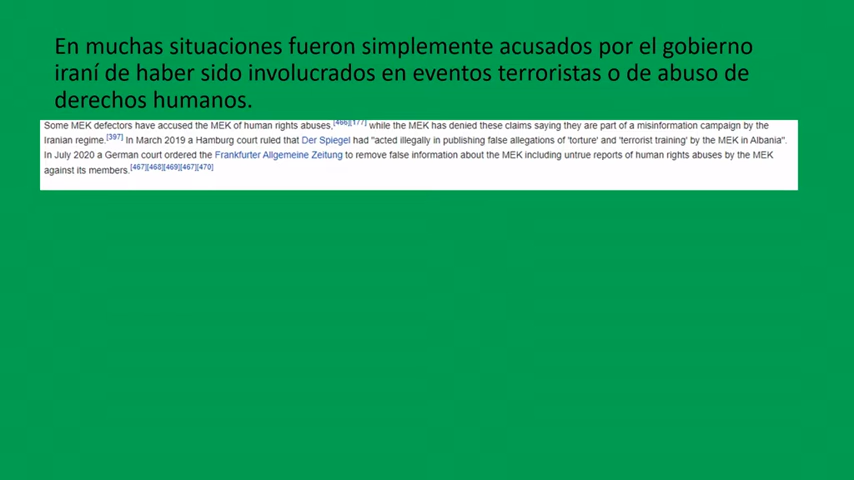 En muchas situaciones fueron simplemente acusados por el gobierno
iraní de haber sido involucrados en eventos terroristas o de abuso de
derechos humanos.
Some MEK defectors have accused the MEK of human rights abuses,[466][177] while the MEK has denied these claims saying they are part of a misinformation campaign by the
Iranian regime.[397] In March 2019 a Hamburg court ruled that Der Spiegel had "acted illegally in publishing false allegations of 'torture' and 'terrorist training' by the MEK in Albania".
In July 2020 a German court ordered the Frankfurter Allgemeine Zeitung to remove false information about the MEK including untrue reports of human rights abuses by the MEK
against its members.[467][468][469][467][470]